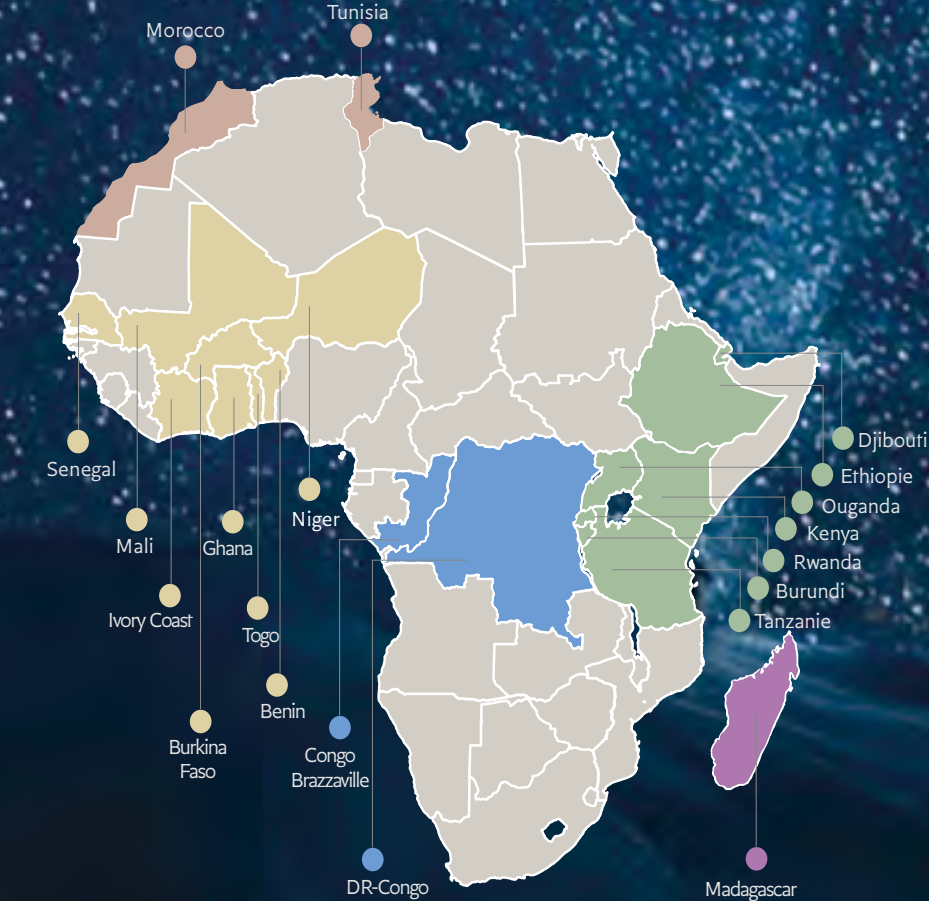 Tunisia
Morocco
Djibouti
Senegal
Ethiopie
Ouganda
Niger
Kenya
Mali
Ghana
Rwanda
Burundi
Ivory Coast
Tanzanie
Togo
Benin
Burkina
Faso
Congo
Brazzaville
DR-Congo
Madagascar